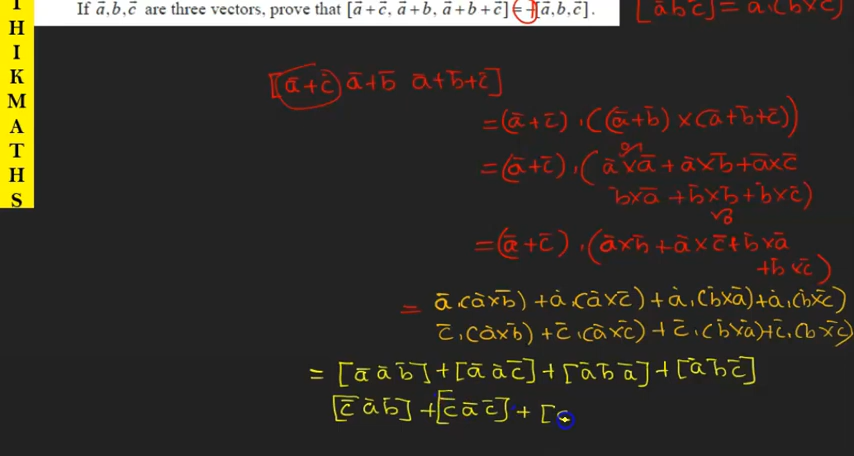 T
H
I
K
M
A
T
H
S
If a̅,b,c̅ are three vectors, prove that [a̅+c̅, a̅+b, a̅+b+c̅] = -[a̅,b,c̅].
[a̅ b̅ c̅] = a̅.(b̅×c̅)
[a̅+c̅ a̅+b̅ a̅+b̅+c̅]
=(a̅+c̅).((a̅+b̅)×(a̅+b̅+c̅))
=(a̅+c̅).(a̅×a̅+a̅×b̅+a̅×c̅
b̅×a̅+b̅×b̅+b̅×c̅)
=(a̅+c̅).(a̅×b̅+a̅×c̅+b̅×a̅
+b̅×c̅)
= a̅.(a̅×b̅)+a̅.(a̅×c̅)+a̅.(b̅×a̅)+a̅.(b̅×c̅)
c̅.(a̅×b̅)+c̅.(a̅×c̅)+c̅.(b̅×a̅)+c̅.(b̅×c̅)
=[a̅ a̅ b̅]+[a̅ a̅ c̅]+[a̅ b̅ a̅]+[a̅ b̅ c̅]
[c̅ a̅ b̅]+[c̅ a̅ c̅]+[